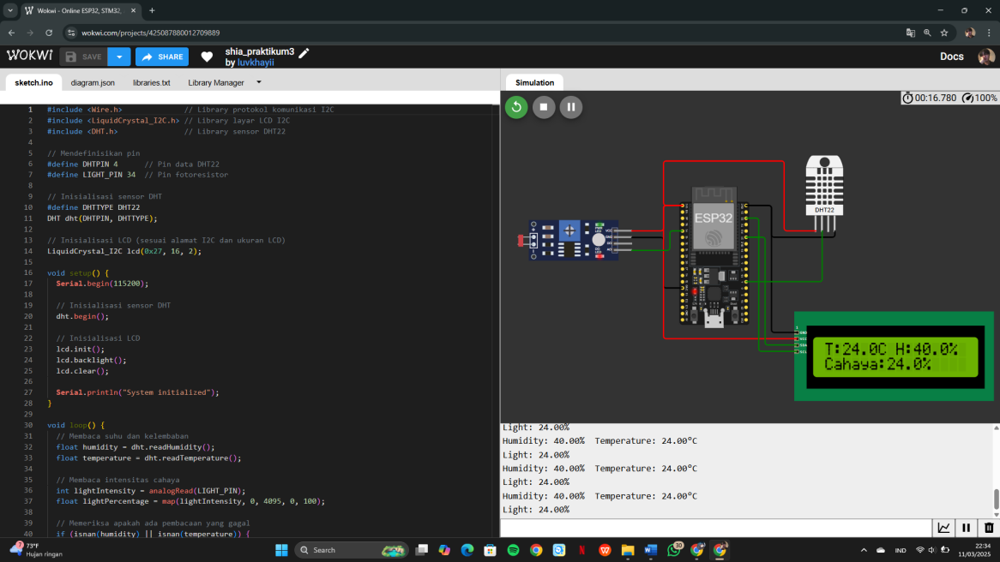 Wokwi - Online ESP32, STM32,
wokwi.com/projects/425087880012709889
WOKWI
SAVE
SHARE
shia_praktikum3
by luvkhayii
Docs
sketch.ino
diagram.json
libraries.txt
Library Manager
1 #include <Wire.h> // Library protokol komunikasi I2C
2 #include <LiquidCrystal_I2C.h> // Library layar LCD I2C
3 #include <DHT.h> // Library sensor DHT22
4
5 // Mendefinisikan pin
6 #define DHTPIN 4 // Pin data DHT22
7 #define LIGHT_PIN 34 // Pin fotoresistor
8
9 // Inisialisasi sensor DHT
10 #define DHTTYPE DHT22
11 DHT dht(DHTPIN, DHTTYPE);
12
13 // Inisialisasi LCD (sesuai alamat I2C dan ukuran LCD)
14 LiquidCrystal_I2C lcd(0x27, 16, 2);
15
16 void setup() {
17 Serial.begin(115200);
18
19 // Inisialisasi sensor DHT
20 dht.begin();
21
22 // Inisialisasi LCD
23 lcd.init();
24 lcd.backlight();
25 lcd.clear();
26
27 Serial.println("System initialized");
28 }
29
30 void loop() {
31 // Membaca suhu dan kelembaban
32 float humidity = dht.readHumidity();
33 float temperature = dht.readTemperature();
34
35 // Membaca intensitas cahaya
36 int lightIntensity = analogRead(LIGHT_PIN);
37 float lightPercentage = map(lightIntensity, 0, 4095, 0, 100);
38
39 // Memeriksa apakah ada pembacaan yang gagal
40 if (isnan(humidity) || isnan(temperature)) {
Simulation
00:16.780
100%
ESP32
DHT22
VCC
GND
DO
AO
GND
VCC
SDA
SCL
T:24.0C H:40.0%
Cahaya:24.0%
Light: 24.00%
Humidity: 40.00% Temperature: 24.00°C
Light: 24.00%
Humidity: 40.00% Temperature: 24.00°C
Light: 24.00%
Humidity: 40.00% Temperature: 24.00°C
Light: 24.00%
7
73°F
Hujan ringan
Search
30
IND
22:34
11/03/2025